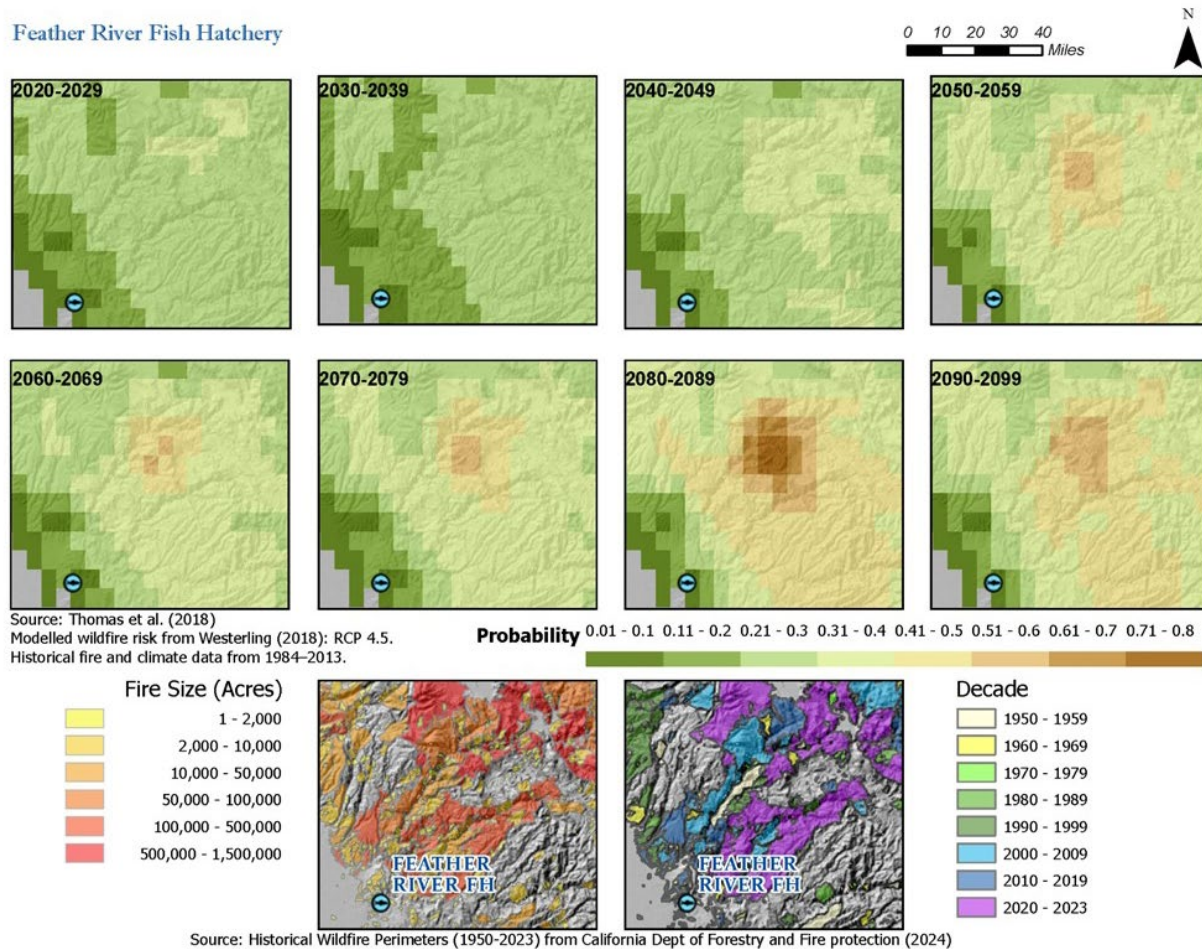 Feather River Fish Hatchery
N
0 10 20 30 40
Miles
2020-2029
2030-2039
2040-2049
2050-2059
2060-2069
2070-2079
2080-2089
2090-2099
Source: Thomas et al. (2018)
Modelled wildfire risk from Westerling (2018): RCP 4.5.
Historical fire and climate data from 1984–2013.
Probability 0.01 - 0.1 0.11 - 0.2 0.21 - 0.3 0.31 - 0.4 0.41 - 0.5 0.51 - 0.6 0.61 - 0.7 0.71 - 0.8
Fire Size (Acres)
1 - 2,000
2,000 - 10,000
10,000 - 50,000
50,000 - 100,000
100,000 - 500,000
500,000 - 1,500,000
FEATHER
RIVER FH
FEATHER
RIVER FH
Decade
1950 - 1959
1960 - 1969
1970 - 1979
1980 - 1989
1990 - 1999
2000 - 2009
2010 - 2019
2020 - 2023
Source: Historical Wildfire Perimeters (1950-2023) from California Dept of Forestry and Fire protection (2024)